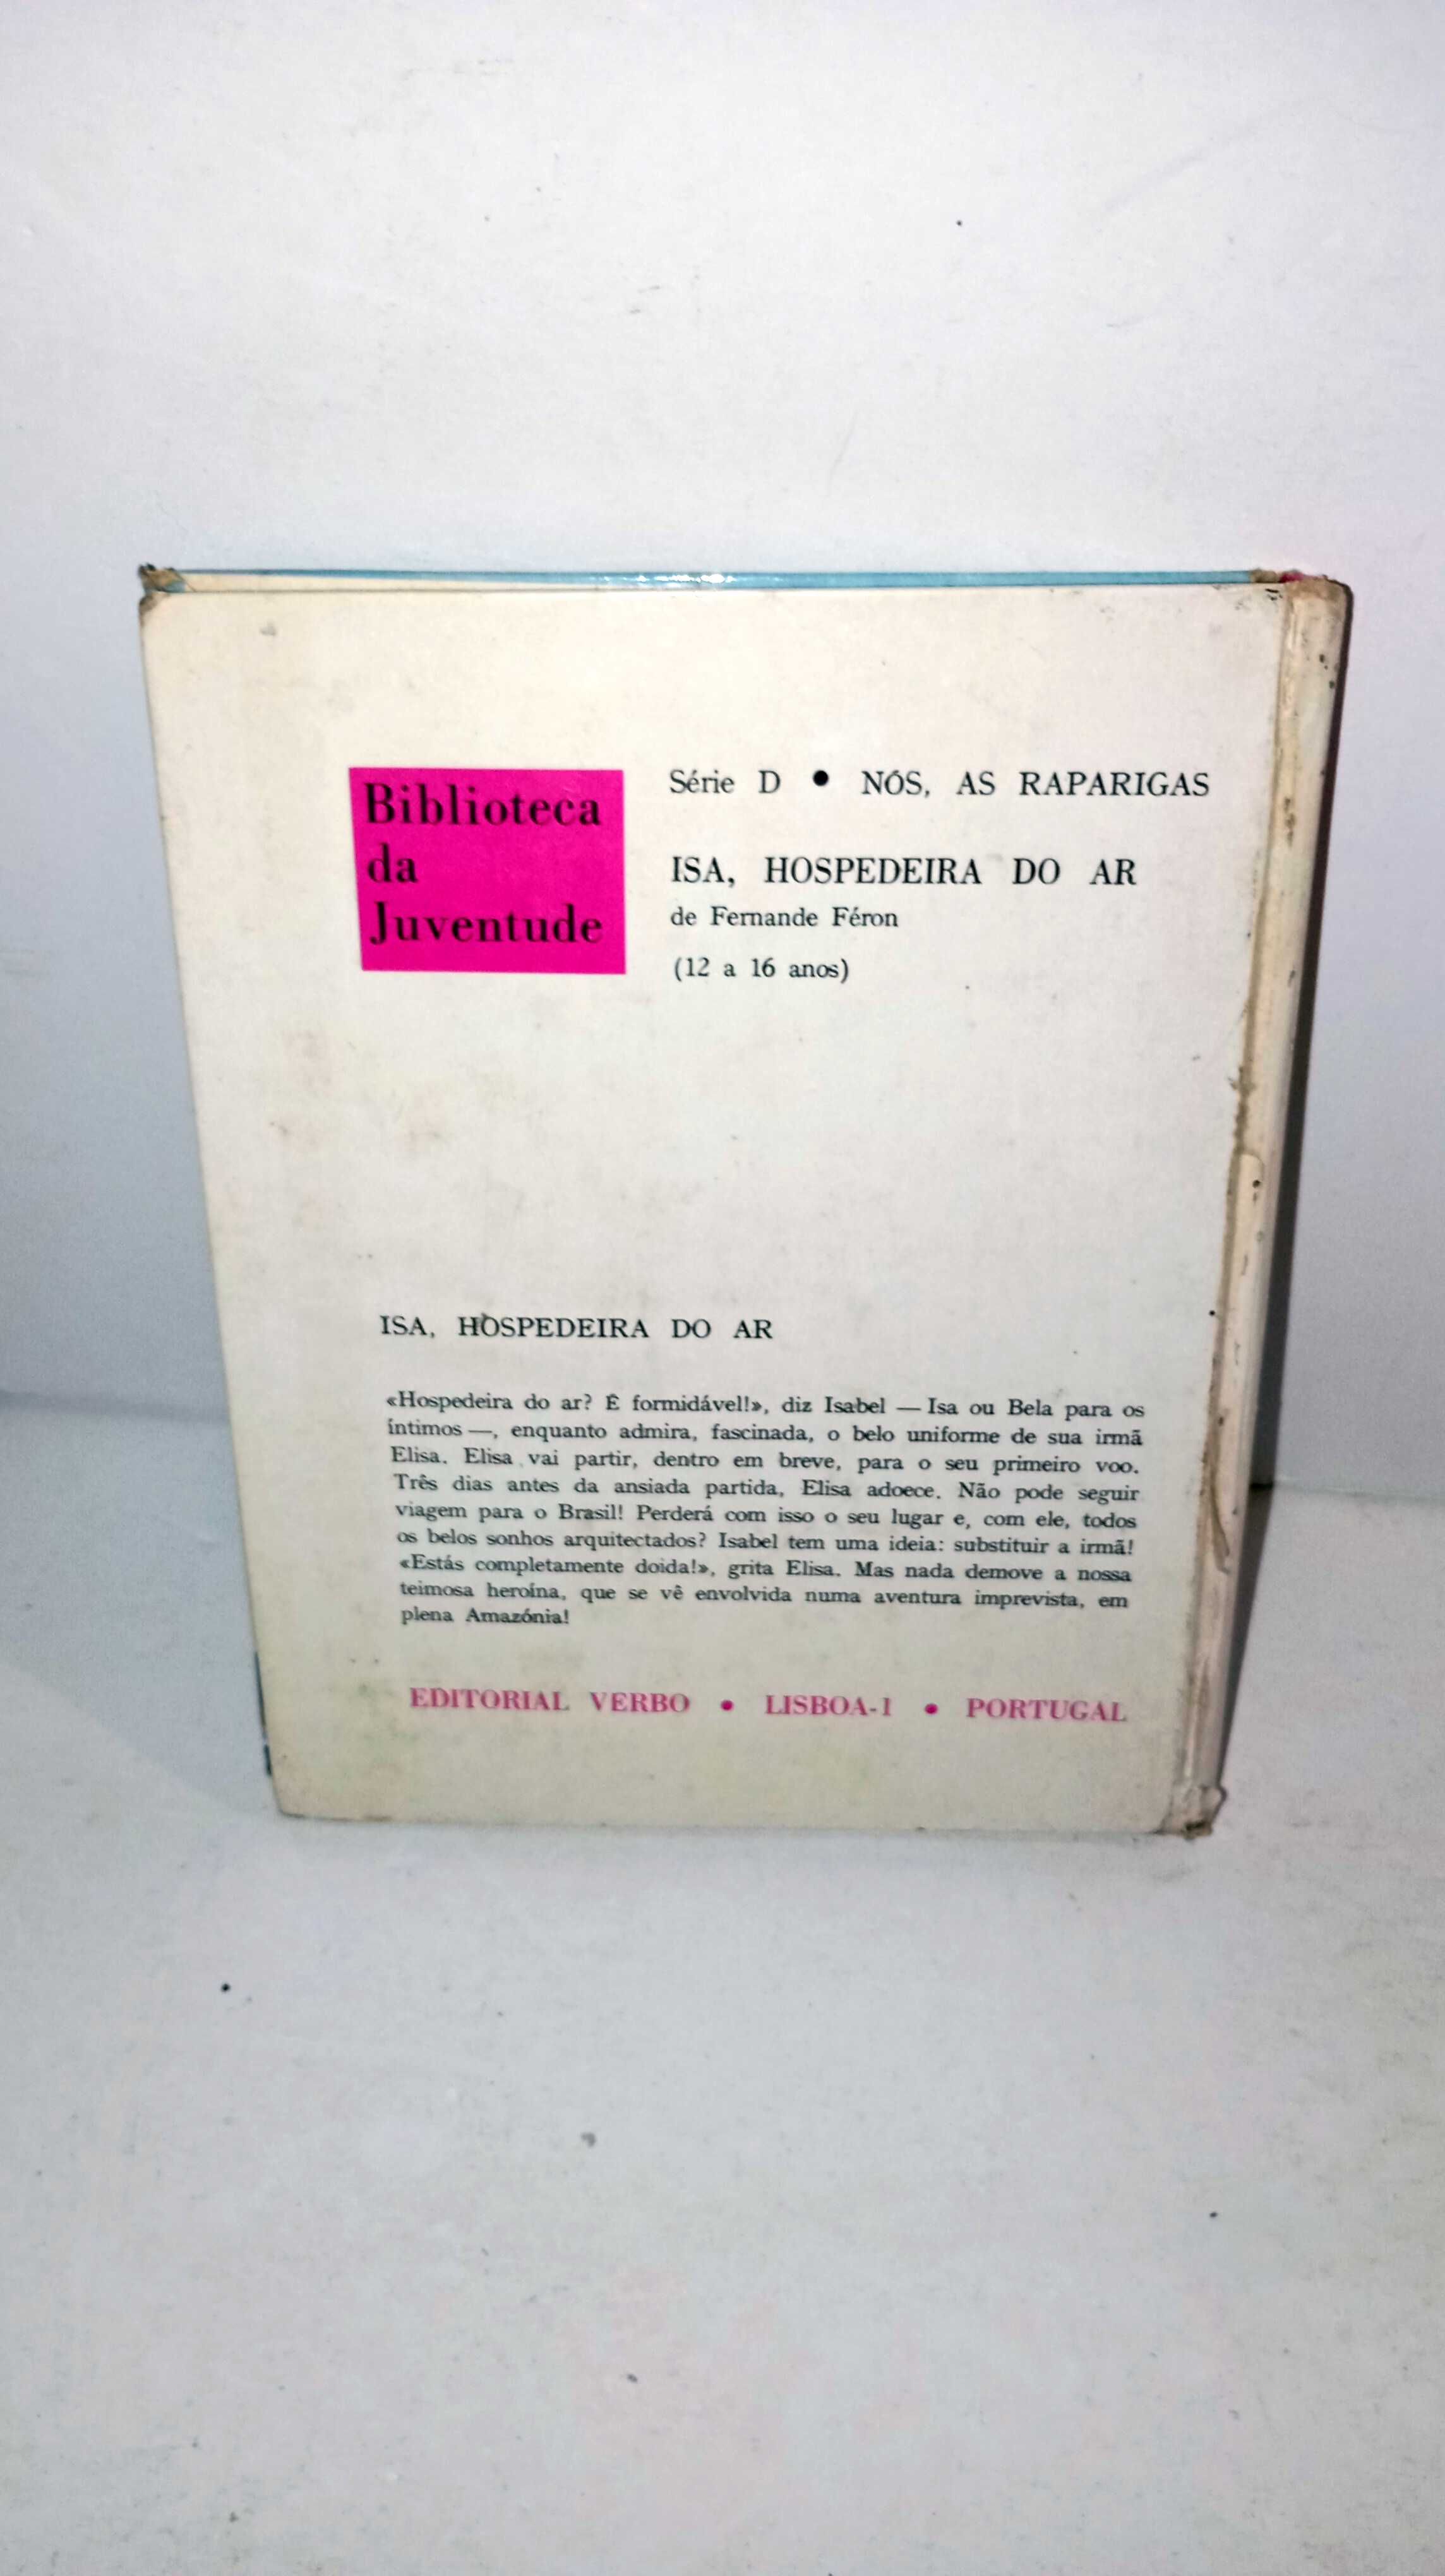 Biblioteca
da
Juventude
Série D • NÓS, AS RAPARIGAS
ISA, HOSPEDEIRA DO AR
de Fernande Féron
(12 a 16 anos)
ISA, HOSPEDEIRA DO AR
«Hospedeira do ar? É formidável!», diz Isabel — Isa ou Bela para os
íntimos —, enquanto admira, fascinada, o belo uniforme de sua irmã
Elisa. Elisa vai partir, dentro em breve, para o seu primeiro voo.
Três dias antes da ansiada partida, Elisa adoece. Não pode seguir
viagem para o Brasil! Perderá com isso o seu lugar e, com ele, todos
os belos sonhos arquitectados? Isabel tem uma ideia: substituir a irmã!
«Estás completamente doida!», grita Elisa. Mas nada demove a nossa
teimosa heroína, que se vê envolvida numa aventura imprevista, em
plena Amazónia!
EDITORIAL VERBO • LISBOA-1 • PORTUGAL